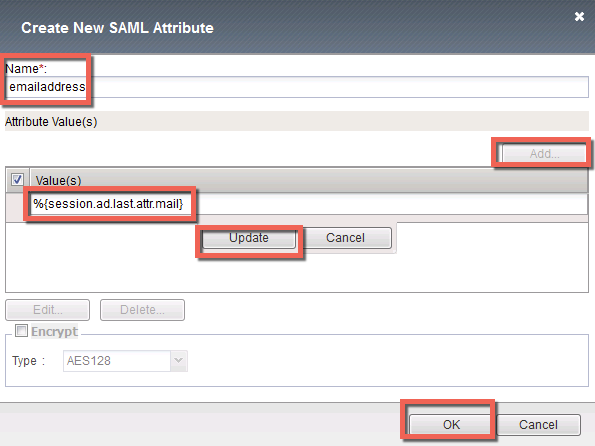 Create New SAML Attribute
Name*:
emailaddress
Attribute Value(s)
Add...
Value(s)
%{session.ad.last.attr.mail}
Update Cancel
Edit... Delete...
Encrypt
Type : AES128
OK Cancel